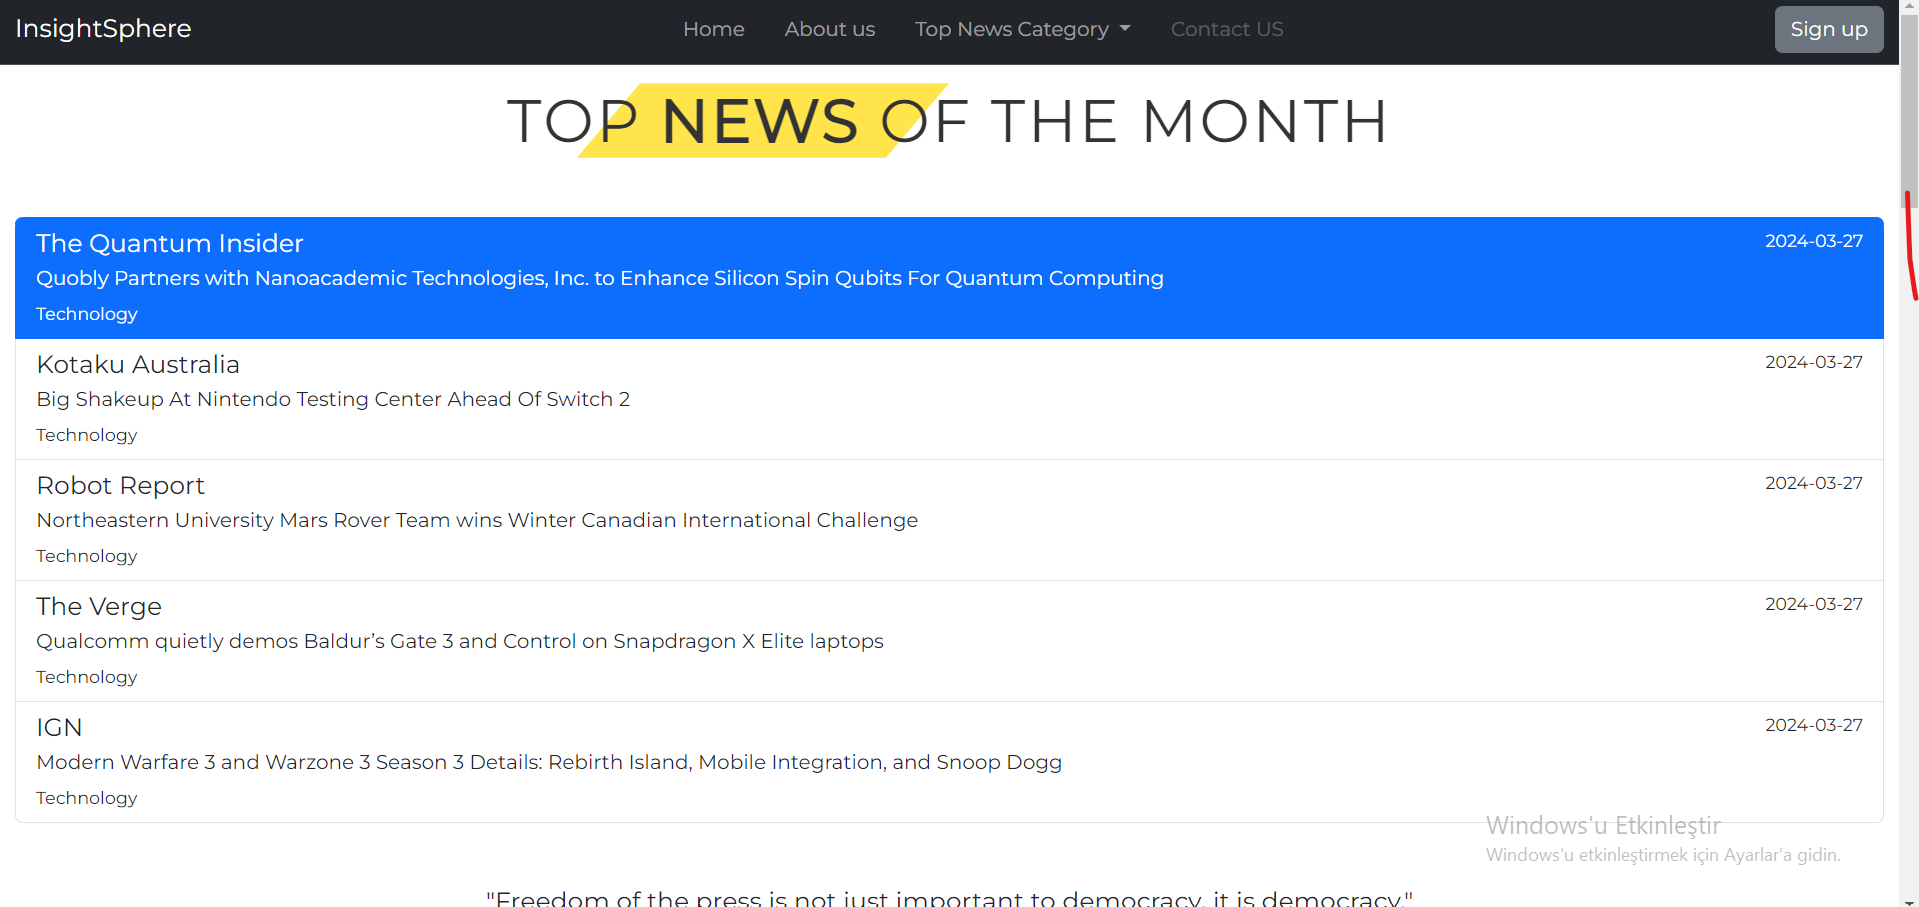 InsightSphere Home About us Top News Category Contact US Sign up
TOP NEWS OF THE MONTH
The Quantum Insider 2024-03-27
Quobly Partners with Nanoacademic Technologies, Inc. to Enhance Silicon Spin Qubits For Quantum Computing
Technology
Kotaku Australia 2024-03-27
Big Shakeup At Nintendo Testing Center Ahead Of Switch 2
Technology
Robot Report 2024-03-27
Northeastern University Mars Rover Team wins Winter Canadian International Challenge
Technology
The Verge 2024-03-27
Qualcomm quietly demos Baldur’s Gate 3 and Control on Snapdragon X Elite laptops
Technology
IGN 2024-03-27
Modern Warfare 3 and Warzone 3 Season 3 Details: Rebirth Island, Mobile Integration, and Snoop Dogg
Technology
Windows'u Etkinleştir
Windows'u etkinleştirmek için Ayarlar'a gidin.
"Freedom of the press is not just important to democracy, it is democracy."